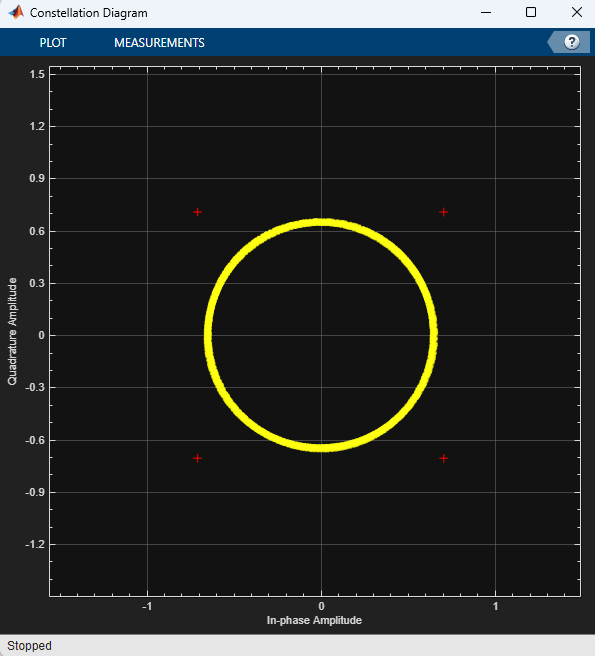 Constellation Diagram
PLOT MEASUREMENTS ?
1.5
1.2
0.9
0.6
0.3
0
-0.3
-0.6
-0.9
-1.2
Quadrature Amplitude
-1 0 1
In-phase Amplitude
Stopped